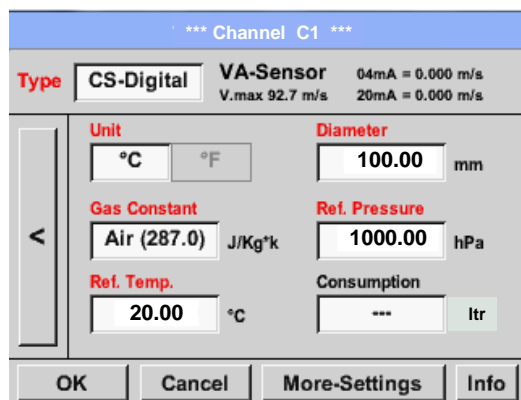 *** Channel C1 ***
Type CS-Digital VA-Sensor 04mA = 0.000 m/s
V.max 92.7 m/s 20mA = 0.000 m/s
Unit Diameter
°C °F 100.00 mm
Gas Constant Ref. Pressure
< Air (287.0) J/Kg*k 1000.00 hPa
Ref. Temp. Consumption
20.00 °C --- ltr
OK Cancel More-Settings Info